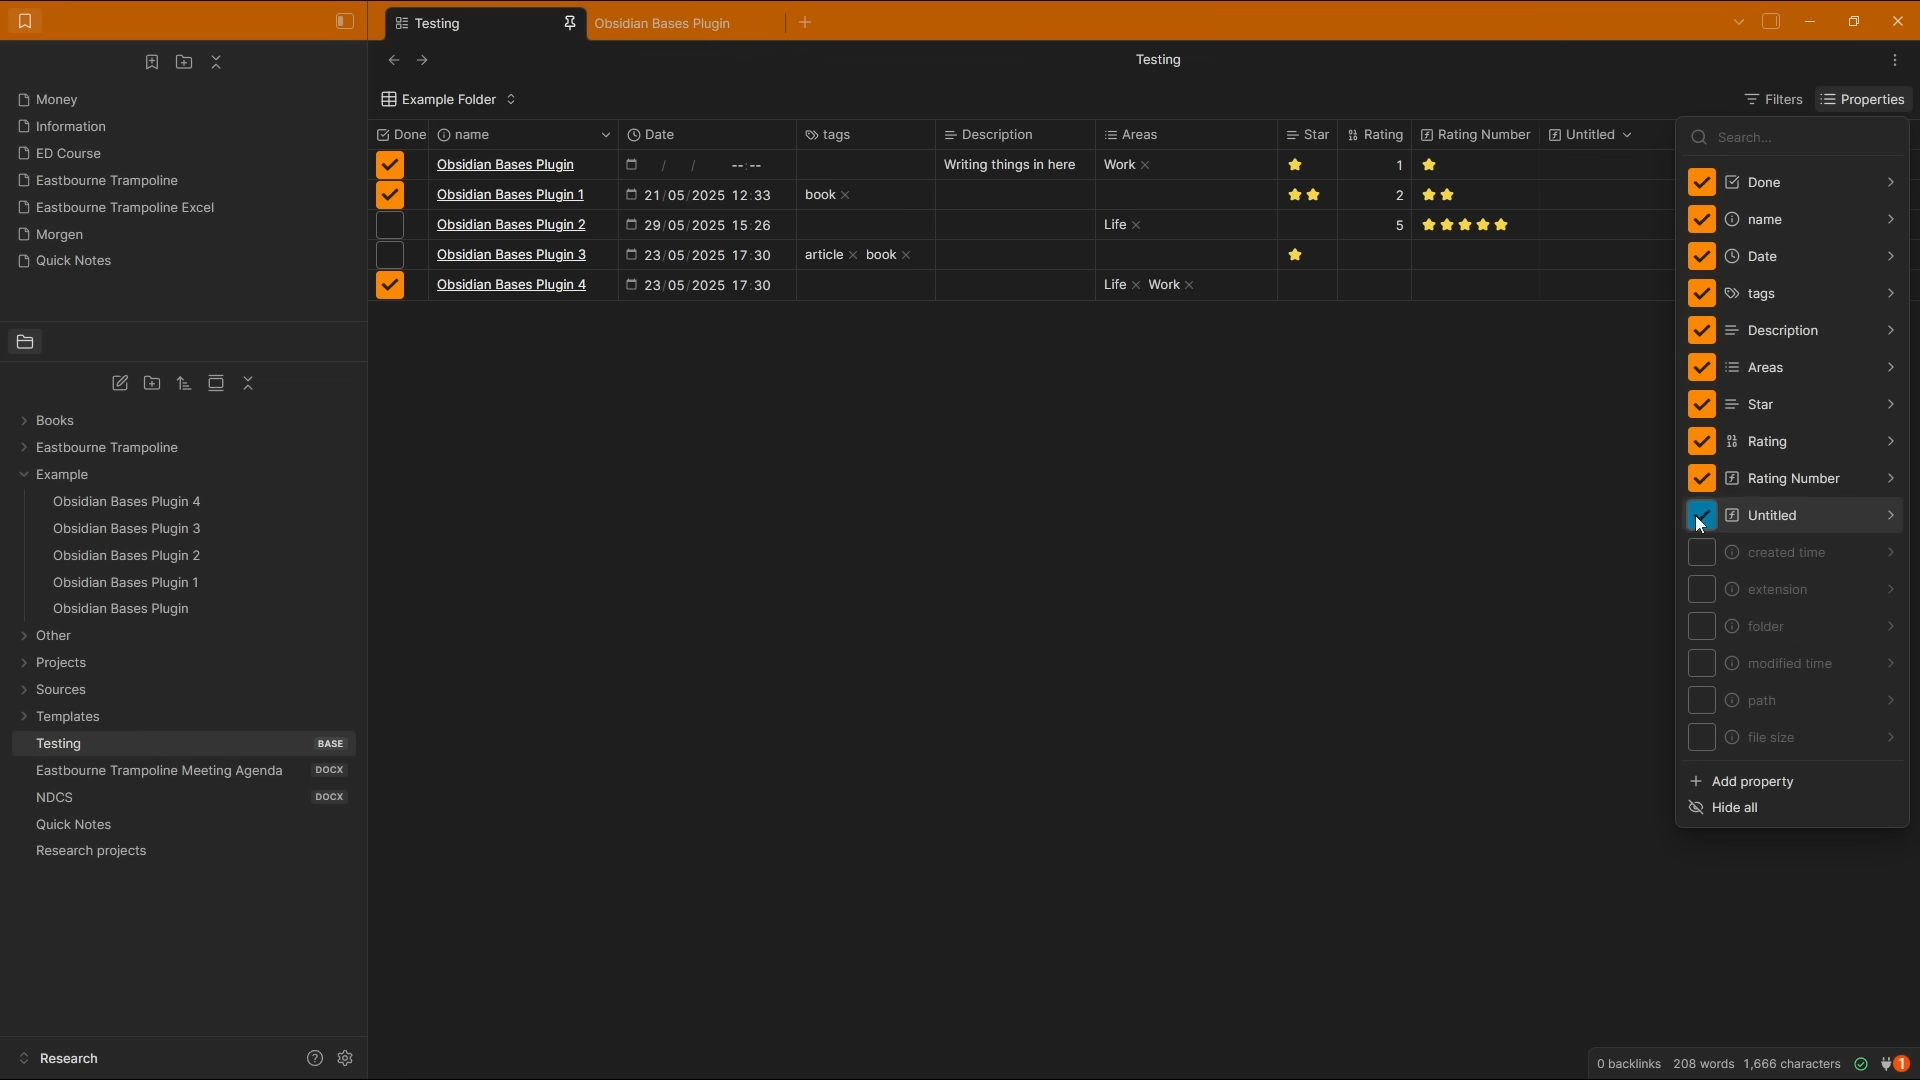 Testing
Obsidian Bases Plugin
Money
Information
ED Course
Eastbourne Trampoline
Eastbourne Trampoline Excel
Morgen
Quick Notes
Books
Eastbourne Trampoline
Example
Obsidian Bases Plugin 4
Obsidian Bases Plugin 3
Obsidian Bases Plugin 2
Obsidian Bases Plugin 1
Obsidian Bases Plugin
Other
Projects
Sources
Templates
Testing BASE
Eastbourne Trampoline Meeting Agenda DOCX
NDCS DOCX
Quick Notes
Research projects
Research
Testing
Example Folder
Filters Properties
Done name Date tags Description Areas Star Rating Rating Number Untitled
Obsidian Bases Plugin / / --:-- Writing things in here Work × 1
Obsidian Bases Plugin 1 21/05/2025 12:33 book × 2
Obsidian Bases Plugin 2 29/05/2025 15:26 Life × 5
Obsidian Bases Plugin 3 23/05/2025 17:30 article × book ×
Obsidian Bases Plugin 4 23/05/2025 17:30 Life × Work ×
Search...
Done
name
Date
tags
Description
Areas
Star
Rating
Rating Number
Untitled
created time
extension
folder
modified time
path
file size
Add property
Hide all
0 backlinks 208 words 1,666 characters 1